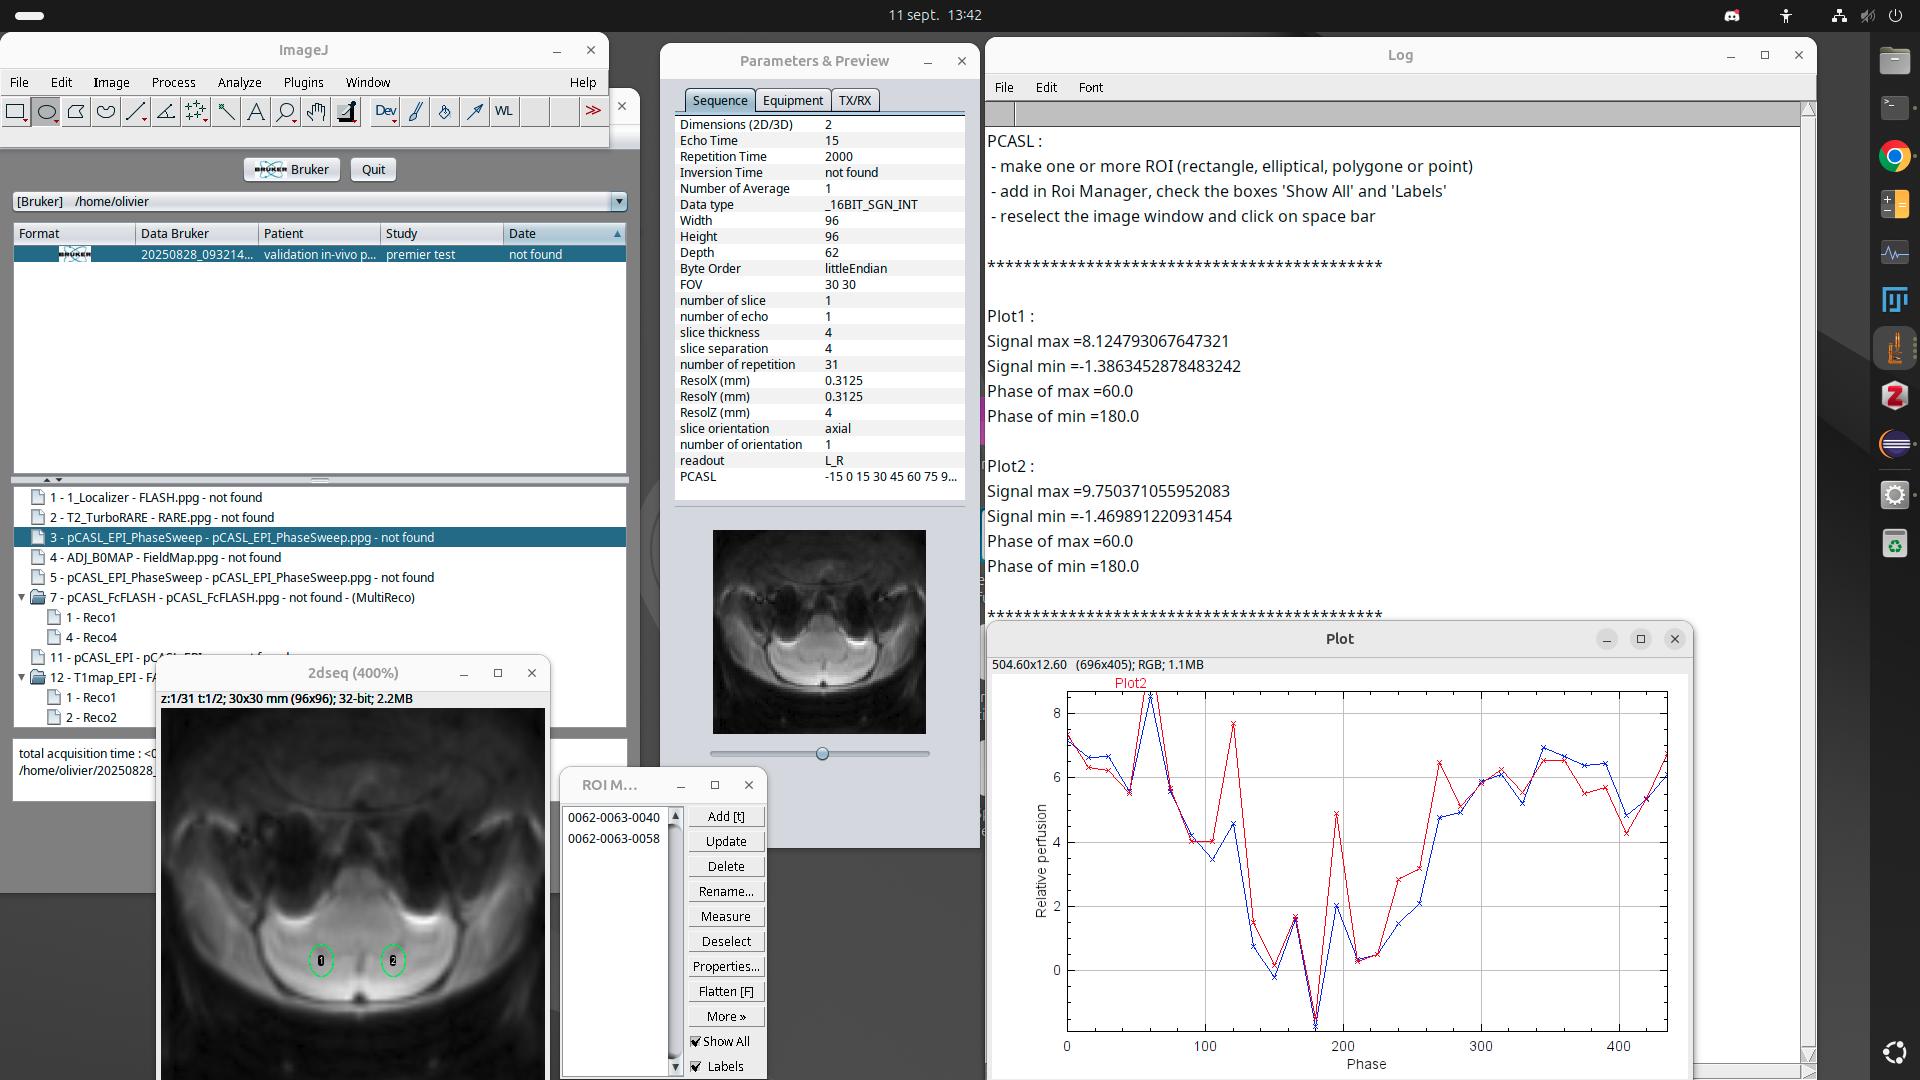 11 sept. 13:42
ImageJ
File Edit Image Process Analyze Plugins Window Help
Dev WL
BRUKER Bruker Quit
[Bruker] /home/olivier
Format Data Bruker Patient Study Date
BRUKER 20250828_093214... validation in-vivo p... premier test not found
1 - 1_Localizer - FLASH.ppg - not found
2 - T2_TurboRARE - RARE.ppg - not found
3 - pCASL_EPI_PhaseSweep - pCASL_EPI_PhaseSweep.ppg - not found
4 - ADJ_B0MAP - FieldMap.ppg - not found
5 - pCASL_EPI_PhaseSweep - pCASL_EPI_PhaseSweep.ppg - not found
7 - pCASL_FcFLASH - pCASL_FcFLASH.ppg - not found - (MultiReco)
1 - Reco1
4 - Reco4
11 - pCASL_EPI
12 - T1map_EPI - FA
1 - Reco1
2 - Reco2
total acquisition time : <0
/home/olivier/20250828_
2dseq (400%)
z:1/31 t:1/2; 30x30 mm (96x96); 32-bit; 2.2MB
1 2
ROI M...
0062-0063-0040
0062-0063-0058
Add [t]
Update
Delete
Rename...
Measure
Deselect
Properties...
Flatten [F]
More »
Show All
Labels
Parameters & Preview
Sequence Equipment TX/RX
Dimensions (2D/3D) 2
Echo Time 15
Repetition Time 2000
Inversion Time not found
Number of Average 1
Data type _16BIT_SGN_INT
Width 96
Height 96
Depth 62
Byte Order littleEndian
FOV 30 30
number of slice 1
number of echo 1
slice thickness 4
slice separation 4
number of repetition 31
ResolX (mm) 0.3125
ResolY (mm) 0.3125
ResolZ (mm) 4
slice orientation axial
number of orientation 1
readout L_R
PCASL -15 0 15 30 45 60 75 9...
Log
File Edit Font
PCASL :
- make one or more ROI (rectangle, elliptical, polygone or point)
- add in Roi Manager, check the boxes 'Show All' and 'Labels'
- reselect the image window and click on space bar
********************************************
Plot1 :
Signal max =8.124793067647321
Signal min =-1.3863452878483242
Phase of max =60.0
Phase of min =180.0
Plot2 :
Signal max =9.750371055952083
Signal min =-1.469891220931454
Phase of max =60.0
Phase of min =180.0
********************************************
Plot
504.60x12.60 (696x405); RGB; 1.1MB
Plot2
8
6
4
2
0
Relative perfusion
0 100 200 300 400
Phase